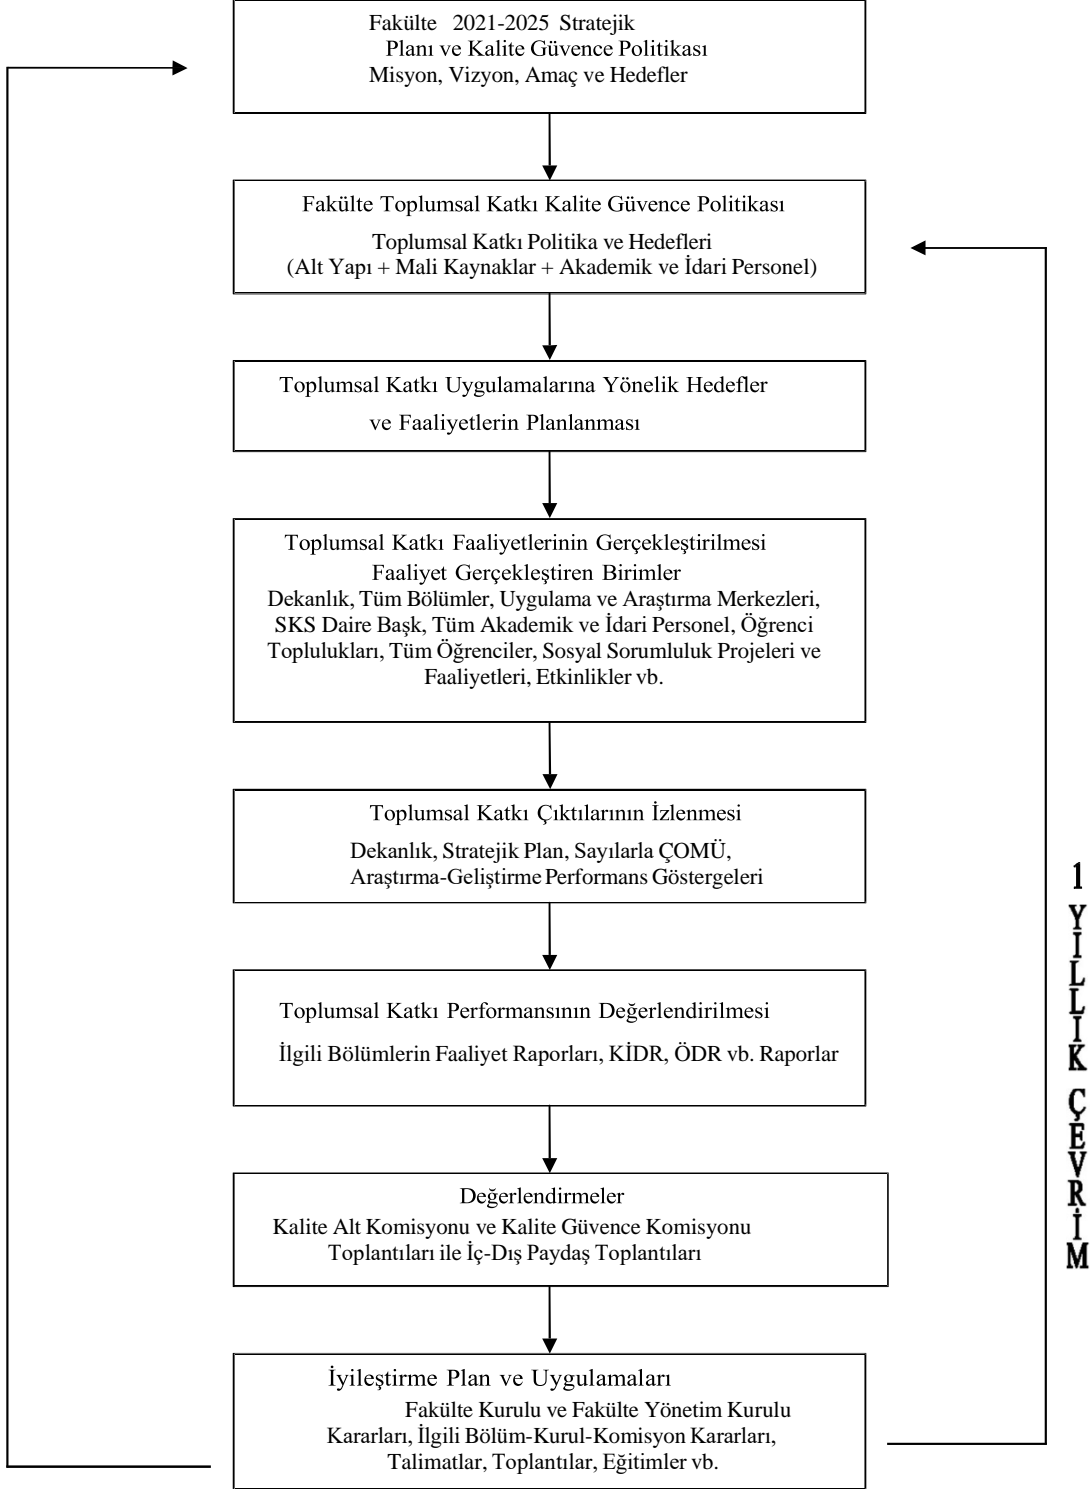 Fakülte 2021-2025 Stratejik
Planı ve Kalite Güvence Politikası
Misyon, Vizyon, Amaç ve Hedefler
Fakülte Toplumsal Katkı Kalite Güvence Politikası
Toplumsal Katkı Politika ve Hedefleri
(Alt Yapı + Mali Kaynaklar + Akademik ve İdari Personel)
Toplumsal Katkı Uygulamalarına Yönelik Hedefler
ve Faaliyetlerin Planlanması
Toplumsal Katkı Faaliyetlerinin Gerçekleştirilmesi
Faaliyet Gerçekleştiren Birimler
Dekanlık, Tüm Bölümler, Uygulama ve Araştırma Merkezleri,
SKS Daire Başk, Tüm Akademik ve İdari Personel, Öğrenci
Toplulukları, Tüm Öğrenciler, Sosyal Sorumluluk Projeleri ve
Faaliyetleri, Etkinlikler vb.
Toplumsal Katkı Çıktılarının İzlenmesi
Dekanlık, Stratejik Plan, Sayılarla ÇOMÜ,
Araştırma-Geliştirme Performans Göstergeleri
Toplumsal Katkı Performansının Değerlendirilmesi
İlgili Bölümlerin Faaliyet Raporları, KİDR, ÖDR vb. Raporlar
Değerlendirmeler
Kalite Alt Komisyonu ve Kalite Güvence Komisyonu
Toplantıları ile İç-Dış Paydaş Toplantıları
İyileştirme Plan ve Uygulamaları
Fakülte Kurulu ve Fakülte Yönetim Kurulu
Kararları, İlgili Bölüm-Kurul-Komisyon Kararları,
Talimatlar, Toplantılar, Eğitimler vb.
1 YILLIK ÇEVRİM